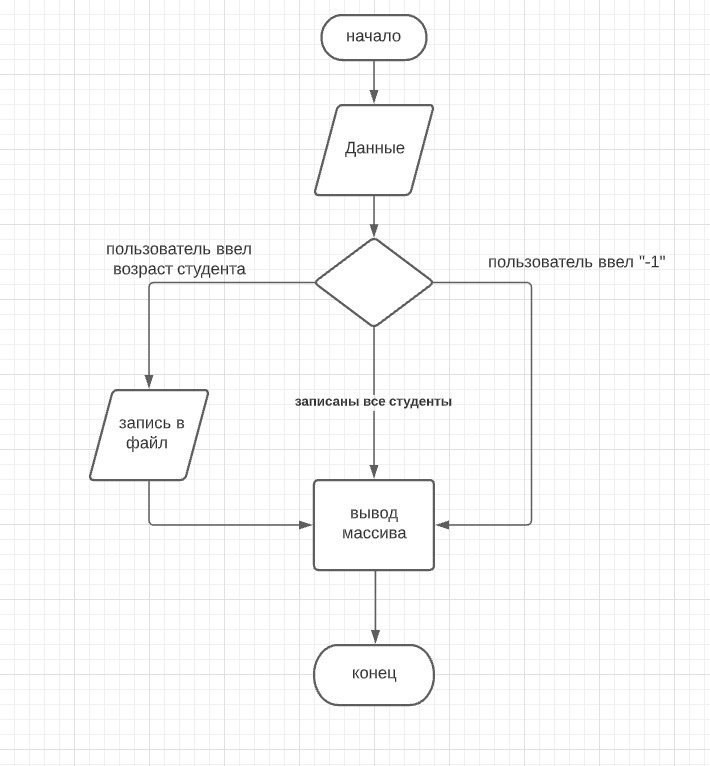 начало
Данные
пользователь ввел
возраст студента
пользователь ввел "-1"
записаны все студенты
запись в
файл
вывод
массива
конец